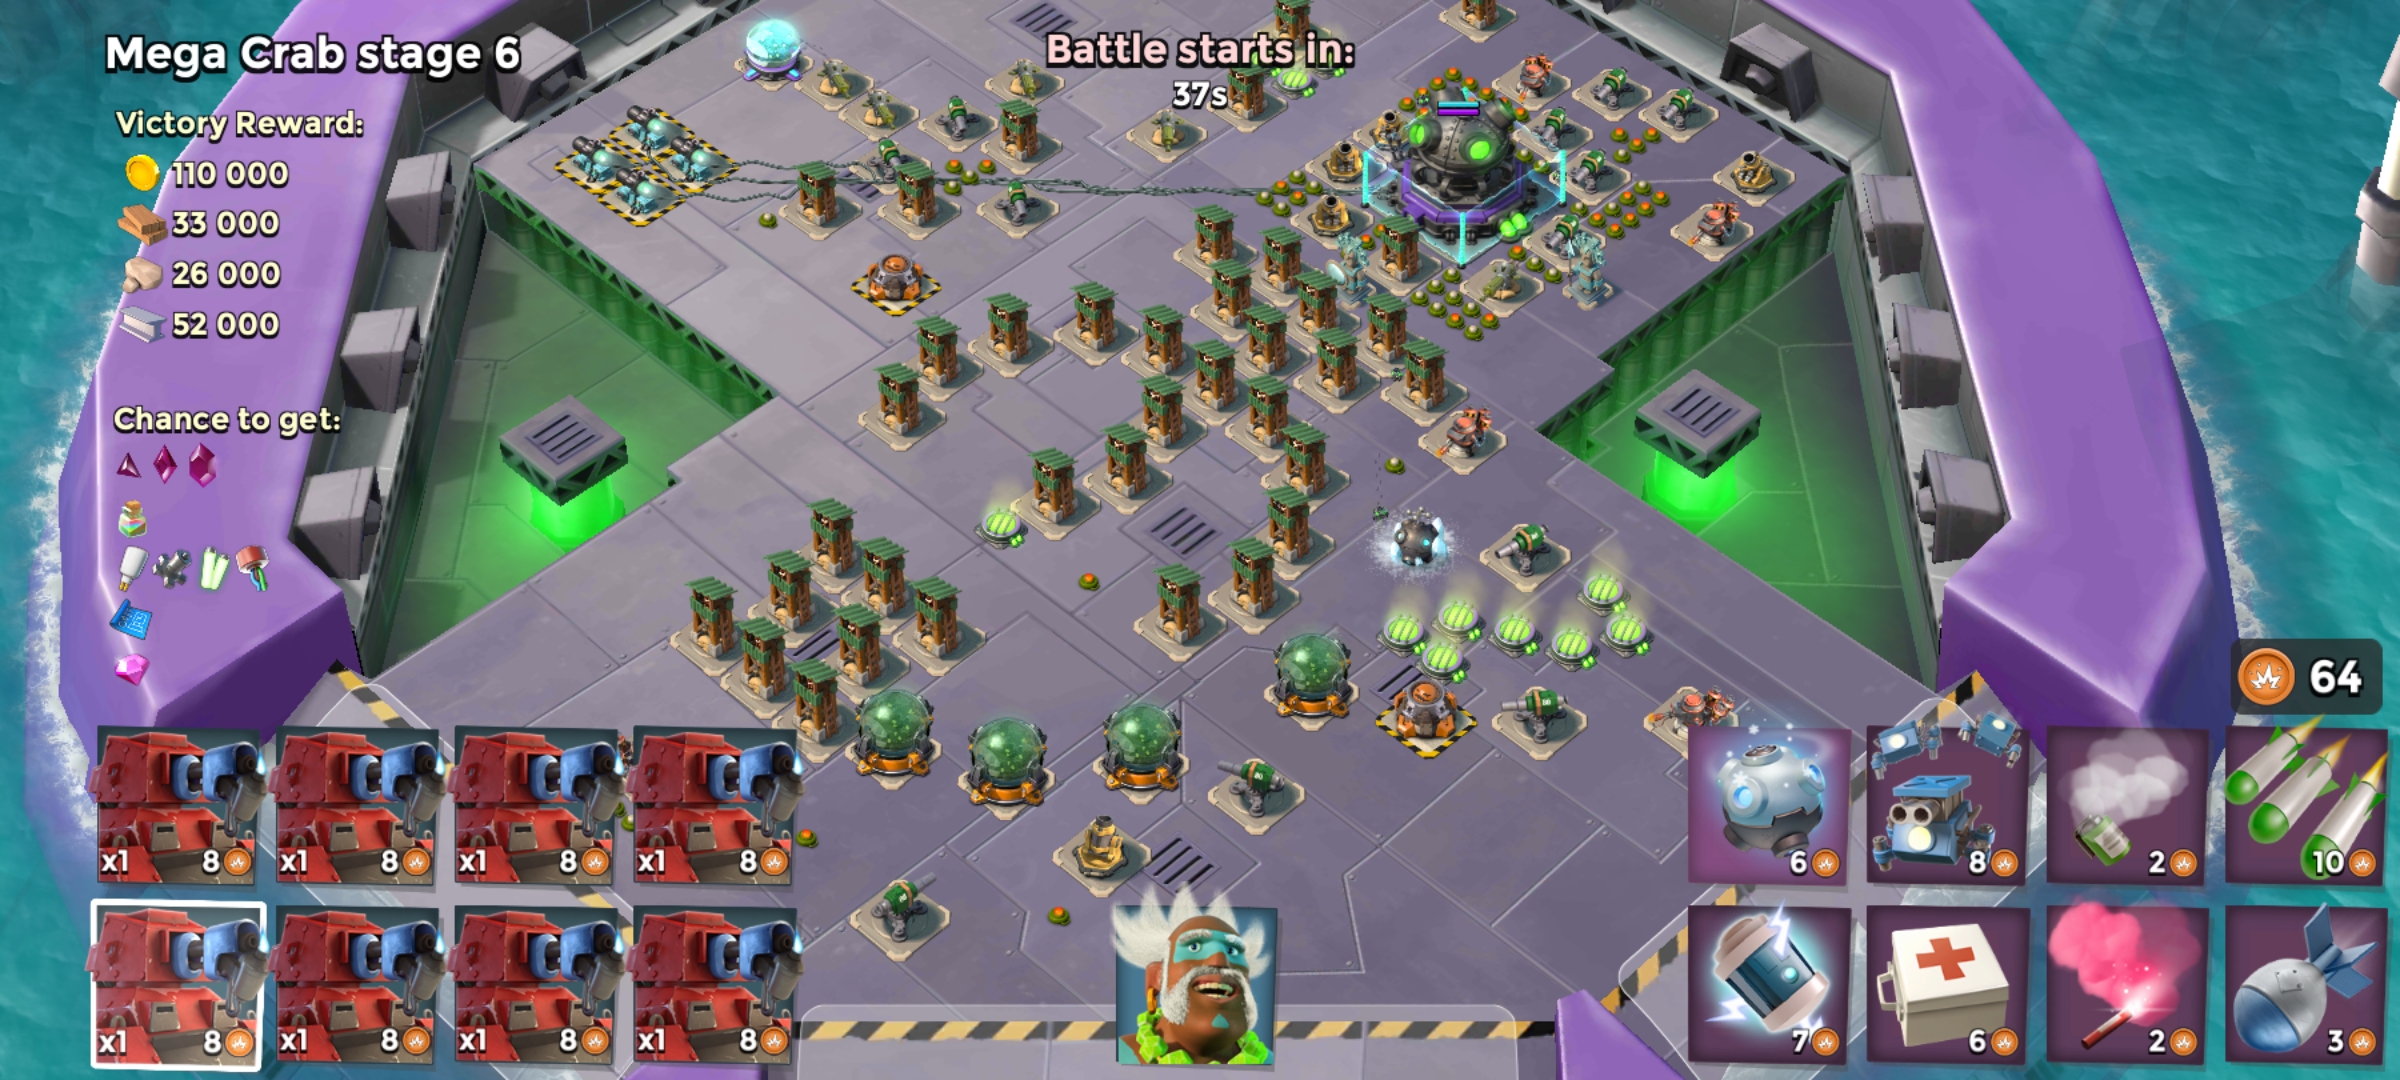 Mega Crab stage 6
Battle starts in:
37s
Victory Reward:
110 000
33 000
26 000
52 000
Chance to get:
64
x1 8
x1 8
x1 8
x1 8
6
8
2
10
x1 8
x1 8
x1 8
x1 8
7
6
2
3